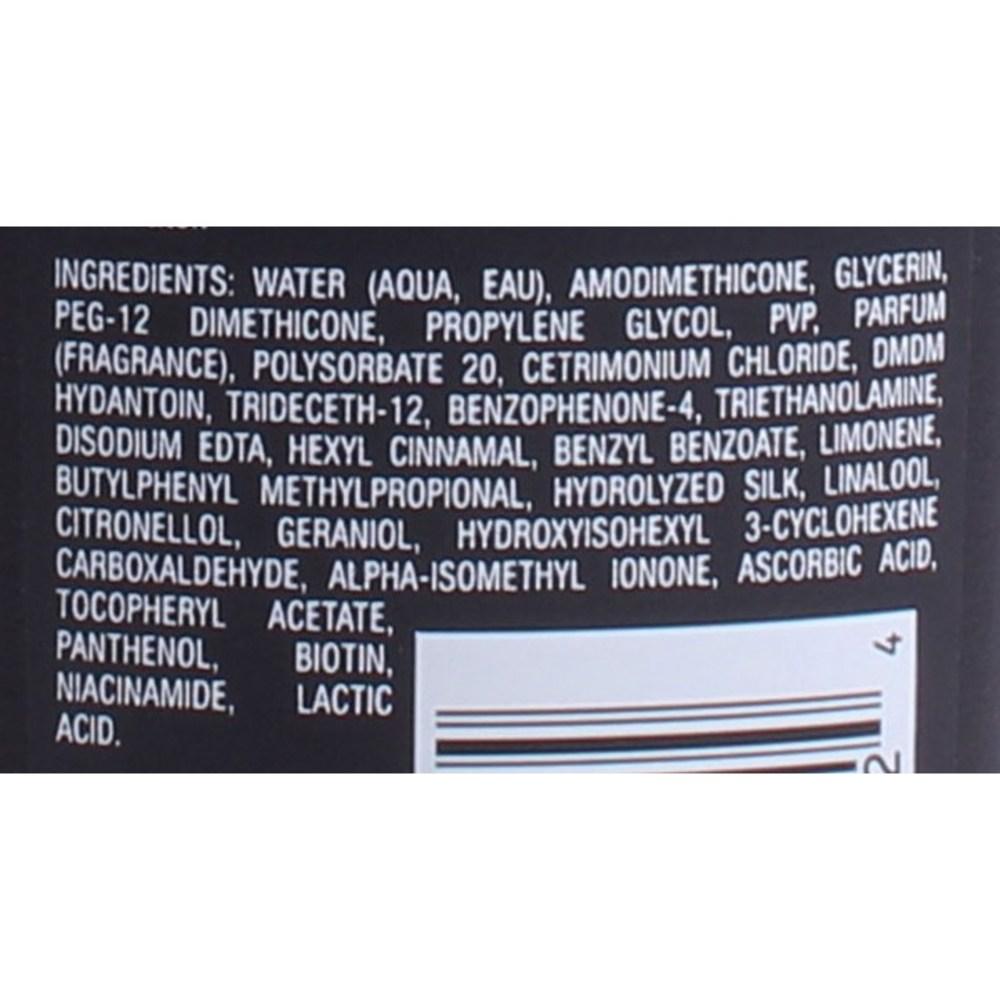 INGREDIENTS: WATER (AQUA, EAU), AMODIMETHICONE, GLYCERIN,
PEG-12 DIMETHICONE, PROPYLENE GLYCOL, PVP, PARFUM
(FRAGRANCE), POLYSORBATE 20, CETRIMONIUM CHLORIDE, DMDM
HYDANTOIN, TRIDECETH-12, BENZOPHENONE-4, TRIETHANOLAMINE,
DISODIUM EDTA, HEXYL CINNAMAL, BENZYL BENZOATE, LIMONENE,
BUTYLPHENYL METHYLPROPIONAL, HYDROLYZED SILK, LINALOOL,
CITRONELLOL, GERANIOL, HYDROXYISOHEXYL 3-CYCLOHEXENE
CARBOXALDEHYDE, ALPHA-ISOMETHYL IONONE, ASCORBIC ACID,
TOCOPHERYL ACETATE,
PANTHENOL, BIOTIN,
NIACINAMIDE, LACTIC
ACID.
4
2